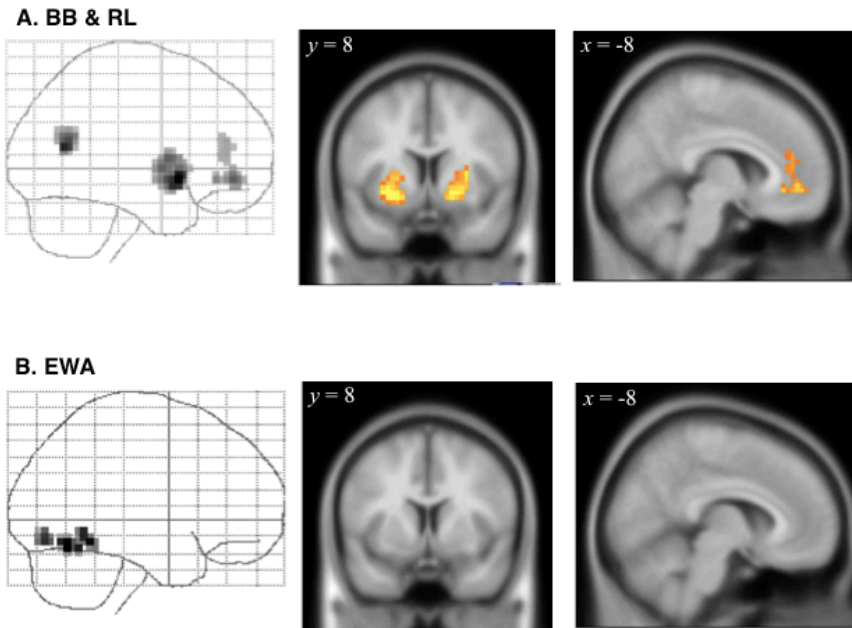 A. BB & RL
y = 8
x = -8
B. EWA
y = 8
x = -8